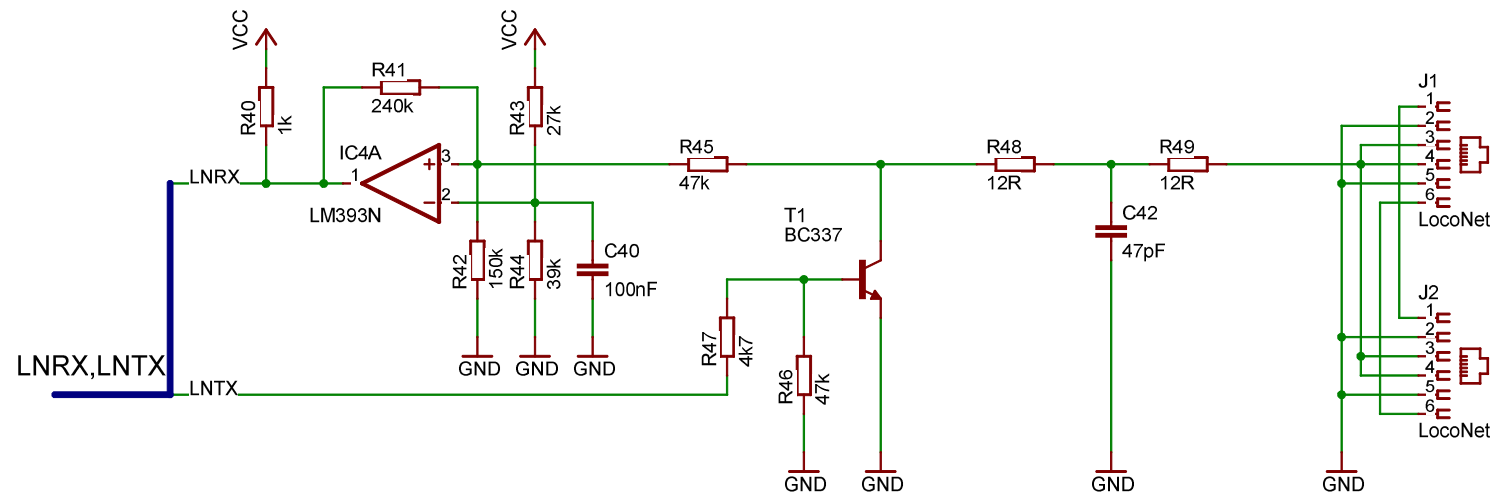 VCC
R40
1k
R41
240k
VCC
R43
27k
IC4A
LM393N
+
-
3
2
1
LNRX
R42
150k
R44
39k
C40
100nF
GND
GND
GND
R45
47k
T1
BC337
R47
4k7
R46
47k
GND
GND
R48
12R
C42
47pF
GND
R49
12R
GND
J1
1
2
3
4
5
6
LocoNet
J2
1
2
3
4
5
6
LocoNet
LNRX,LNTX
LNTX